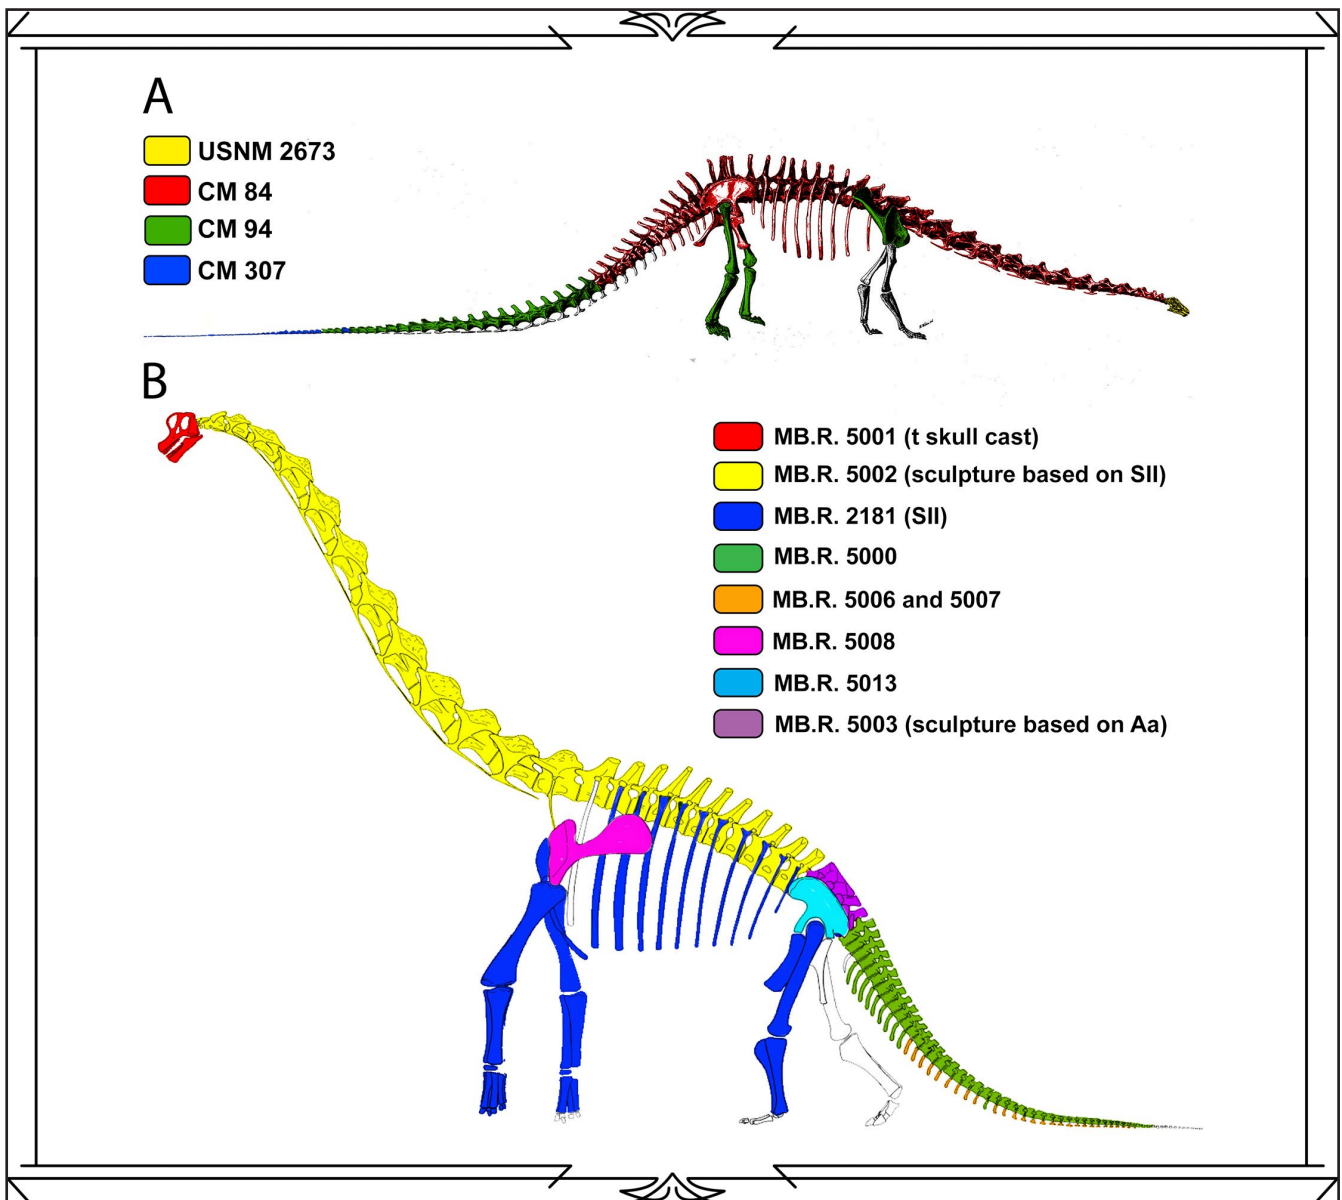 A
USNM 2673
CM 84
CM 94
CM 307
B
MB.R. 5001 (t skull cast)
MB.R. 5002 (sculpture based on SII)
MB.R. 2181 (SII)
MB.R. 5000
MB.R. 5006 and 5007
MB.R. 5008
MB.R. 5013
MB.R. 5003 (sculpture based on Aa)